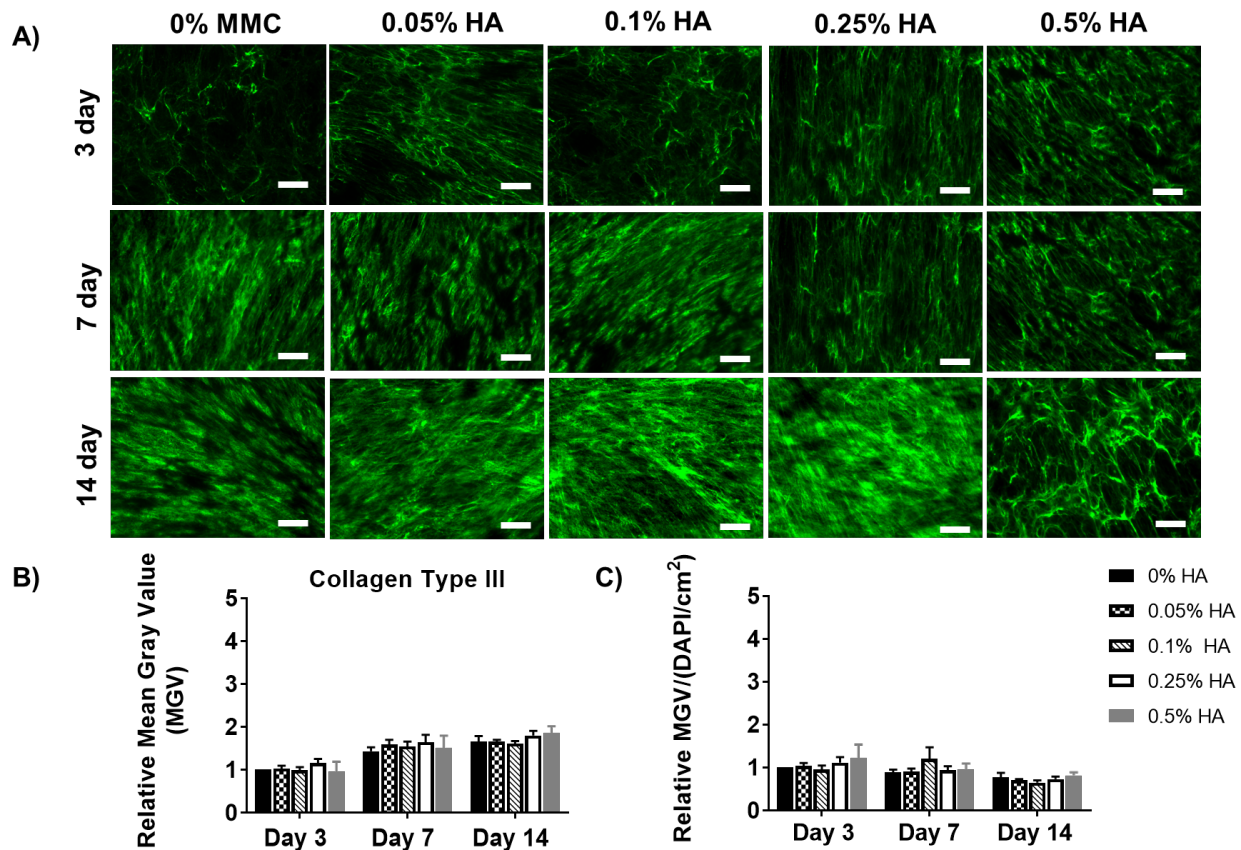 A)
0% MMC 0.05% HA 0.1% HA 0.25% HA 0.5% HA
3 day
7 day
14 day
B)
Collagen Type III
Relative Mean Gray Value
(MGV)
5
4
3
2
1
0
Day 3 Day 7 Day 14
C)
Relative MGV/(DAPI/cm²)
5
4
3
2
1
0
Day 3 Day 7 Day 14
0% HA
0.05% HA
0.1% HA
0.25% HA
0.5% HA